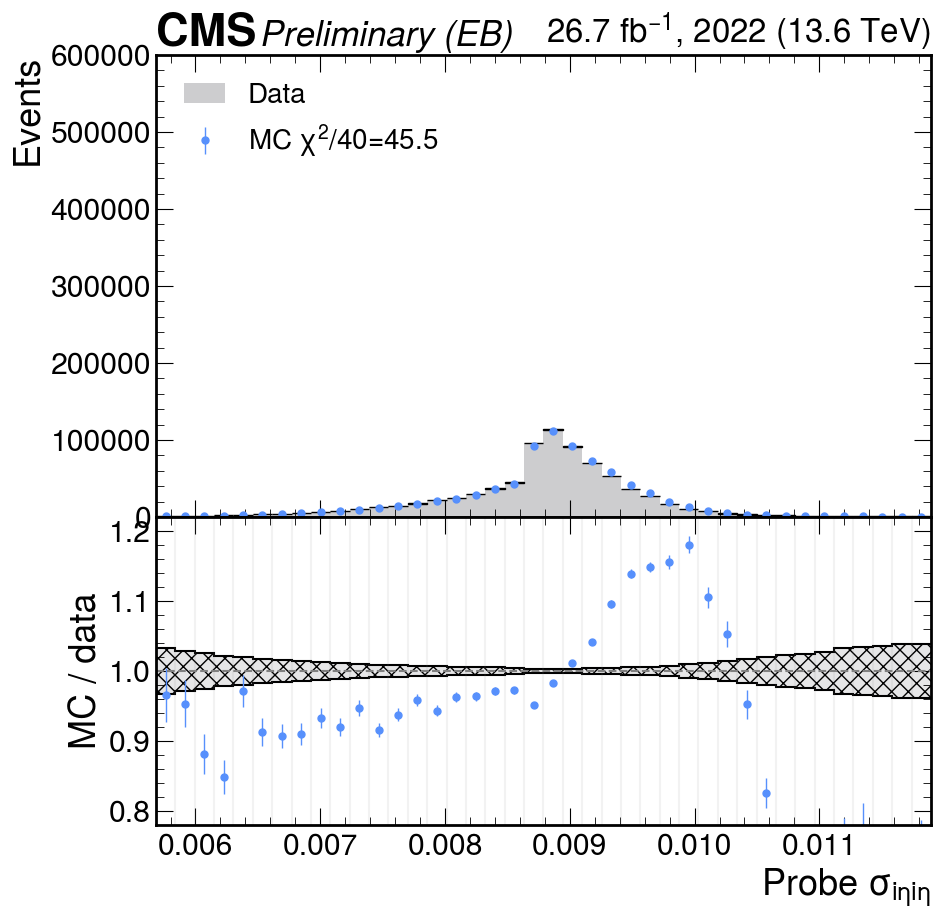 CMS Preliminary (EB) 26.7 fb⁻¹, 2022 (13.6 TeV)
Events
600000
500000
400000
300000
200000
100000
0
Data
MC χ²/40=45.5
MC / data
1.2
1.1
1.0
0.9
0.8
0.006 0.007 0.008 0.009 0.010 0.011
Probe σiηiη